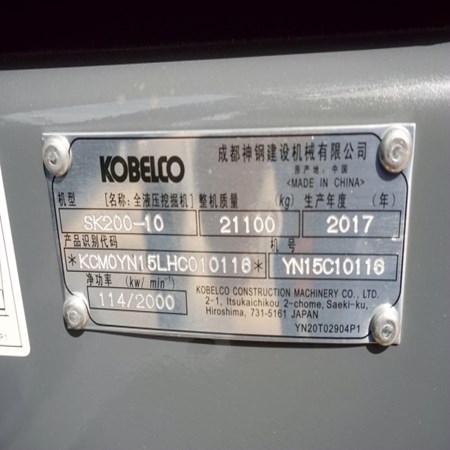 KOBELCO
成都神钢建设机械有限公司
原产地：中国
<MADE IN CHINA>
机型 [名称：全液压挖掘机] 整机质量 (kg) 生产年度 (年)
SK200-10 21100 2017
产品识别代码 机号
*KCM0YN15LHC010116* YN15C10116
净功率 (kw/min⁻¹)
114/2000
KOBELCO CONSTRUCTION MACHINERY CO., LTD.
2-1, Itsukaichikou 2-chome, Saeki-ku,
Hiroshima, 731-5161 JAPAN
YN20T02904P1